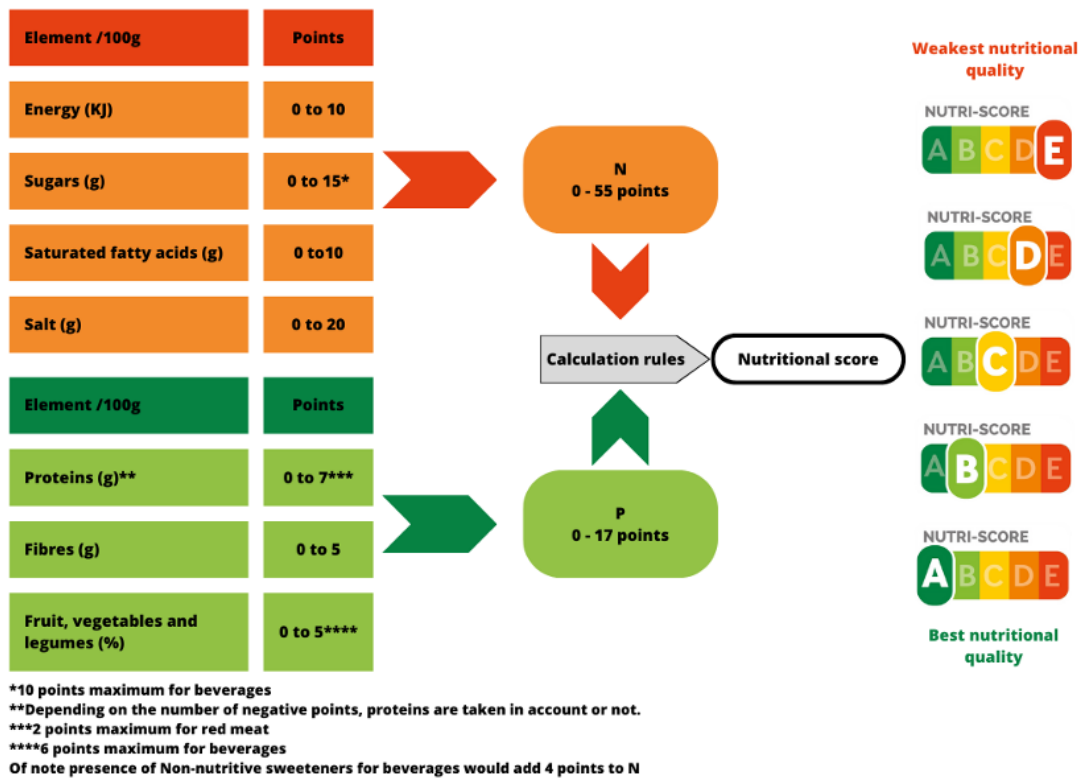 Element /100g
Points
Energy (KJ)
0 to 10
Sugars (g)
0 to 15*
Saturated fatty acids (g)
0 to10
Salt (g)
0 to 20
Element /100g
Points
Proteins (g)**
0 to 7***
Fibres (g)
0 to 5
Fruit, vegetables and
legumes (%)
0 to 5****
N
0 - 55 points
Calculation rules
Nutritional score
P
0 - 17 points
Weakest nutritional
quality
NUTRI-SCORE
A B C D E
NUTRI-SCORE
A B C D E
NUTRI-SCORE
A B C D E
NUTRI-SCORE
A B C D E
NUTRI-SCORE
A B C D E
Best nutritional
quality
*10 points maximum for beverages
**Depending on the number of negative points, proteins are taken in account or not.
***2 points maximum for red meat
****6 points maximum for beverages
Of note presence of Non-nutritive sweeteners for beverages would add 4 points to N